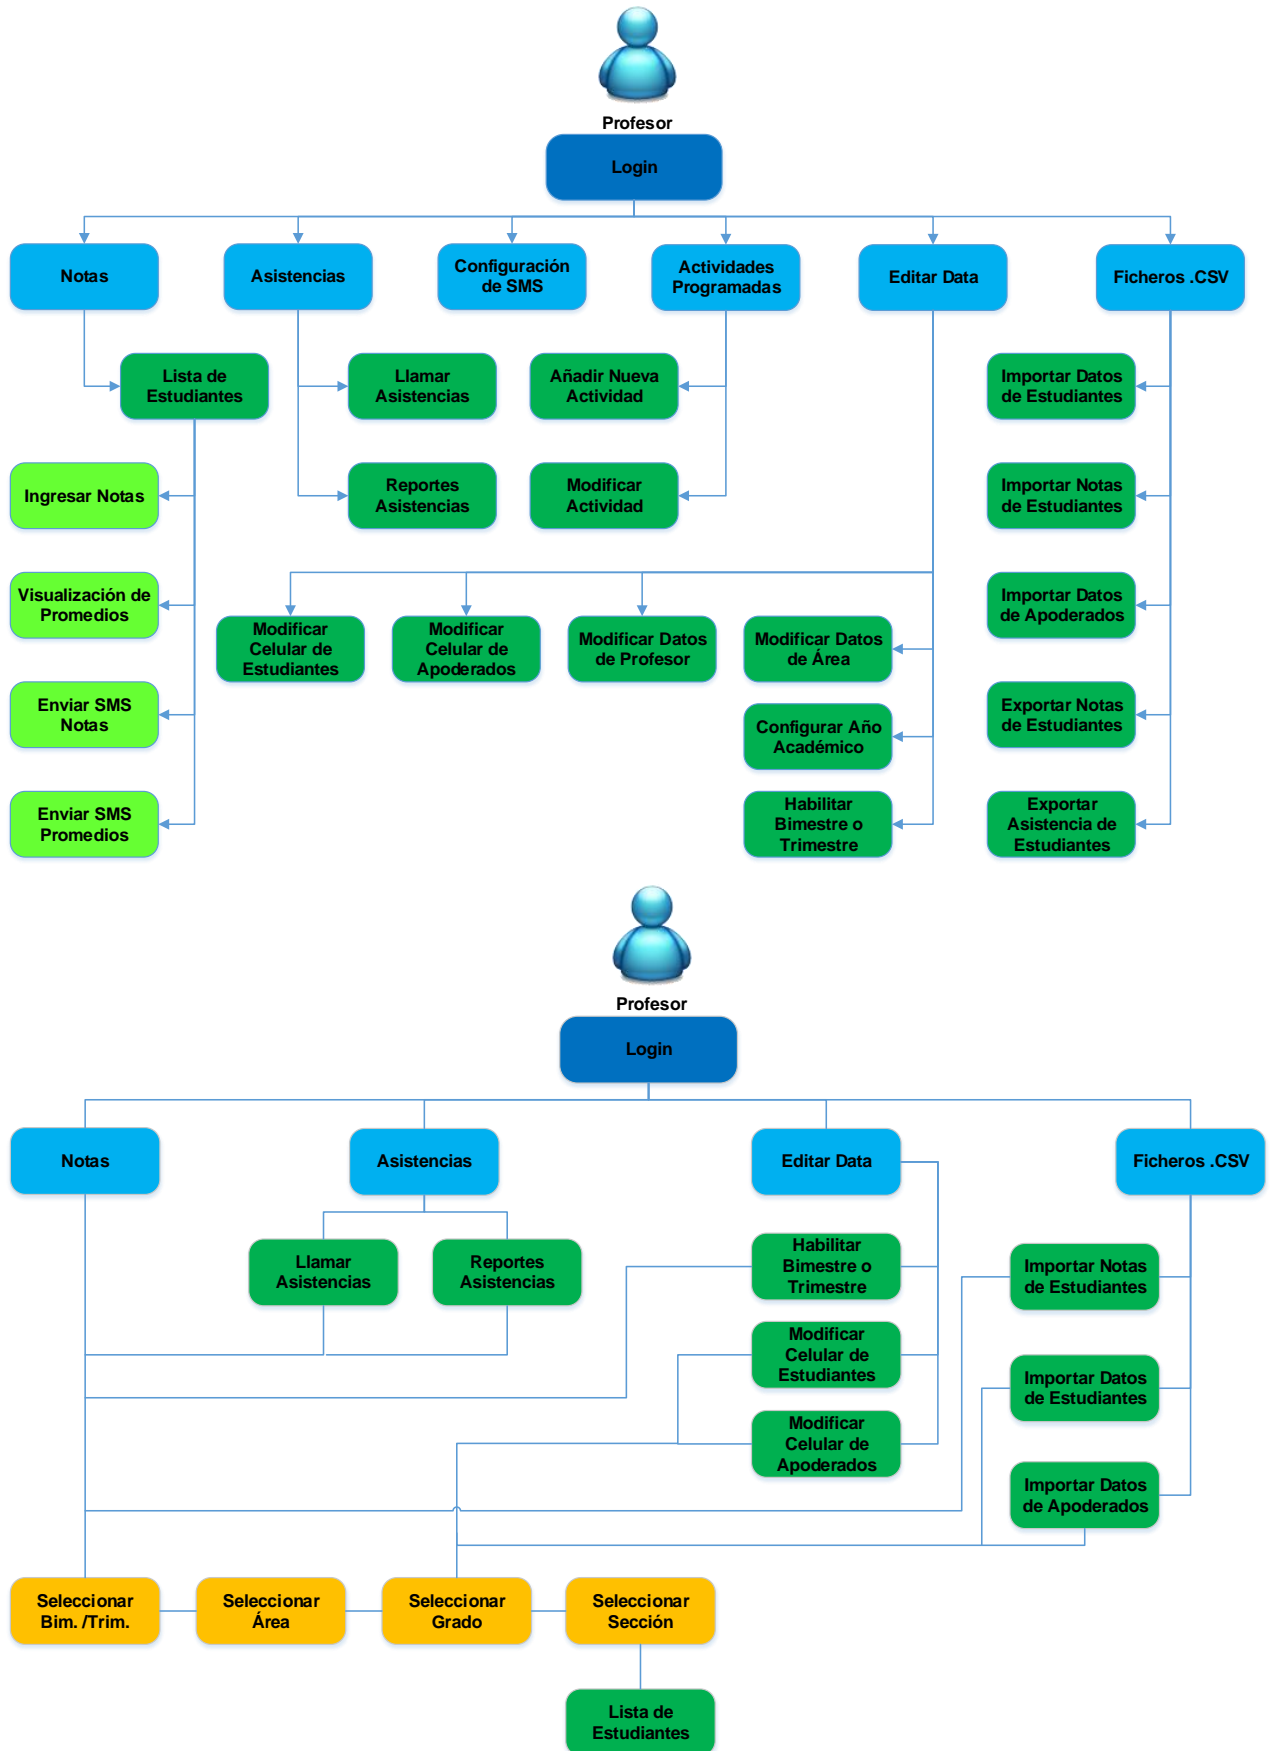 Profesor
Login
Notas
Asistencias
Configuración
de SMS
Actividades
Programadas
Editar Data
Ficheros .CSV
Lista de
Estudiantes
Llamar
Asistencias
Añadir Nueva
Actividad
Importar Datos
de Estudiantes
Ingresar Notas
Reportes
Asistencias
Modificar
Actividad
Importar Notas
de Estudiantes
Visualización de
Promedios
Importar Datos
de Apoderados
Modificar
Celular de
Estudiantes
Modificar
Celular de
Apoderados
Modificar Datos
de Profesor
Modificar Datos
de Área
Enviar SMS
Notas
Configurar Año
Académico
Exportar Notas
de Estudiantes
Enviar SMS
Promedios
Habilitar
Bimestre o
Trimestre
Exportar
Asistencia de
Estudiantes
Profesor
Login
Notas
Asistencias
Editar Data
Ficheros .CSV
Llamar
Asistencias
Reportes
Asistencias
Habilitar
Bimestre o
Trimestre
Importar Notas
de Estudiantes
Modificar
Celular de
Estudiantes
Importar Datos
de Estudiantes
Modificar
Celular de
Apoderados
Importar Datos
de Apoderados
Seleccionar
Bim. /Trim.
Seleccionar
Área
Seleccionar
Grado
Seleccionar
Sección
Lista de
Estudiantes